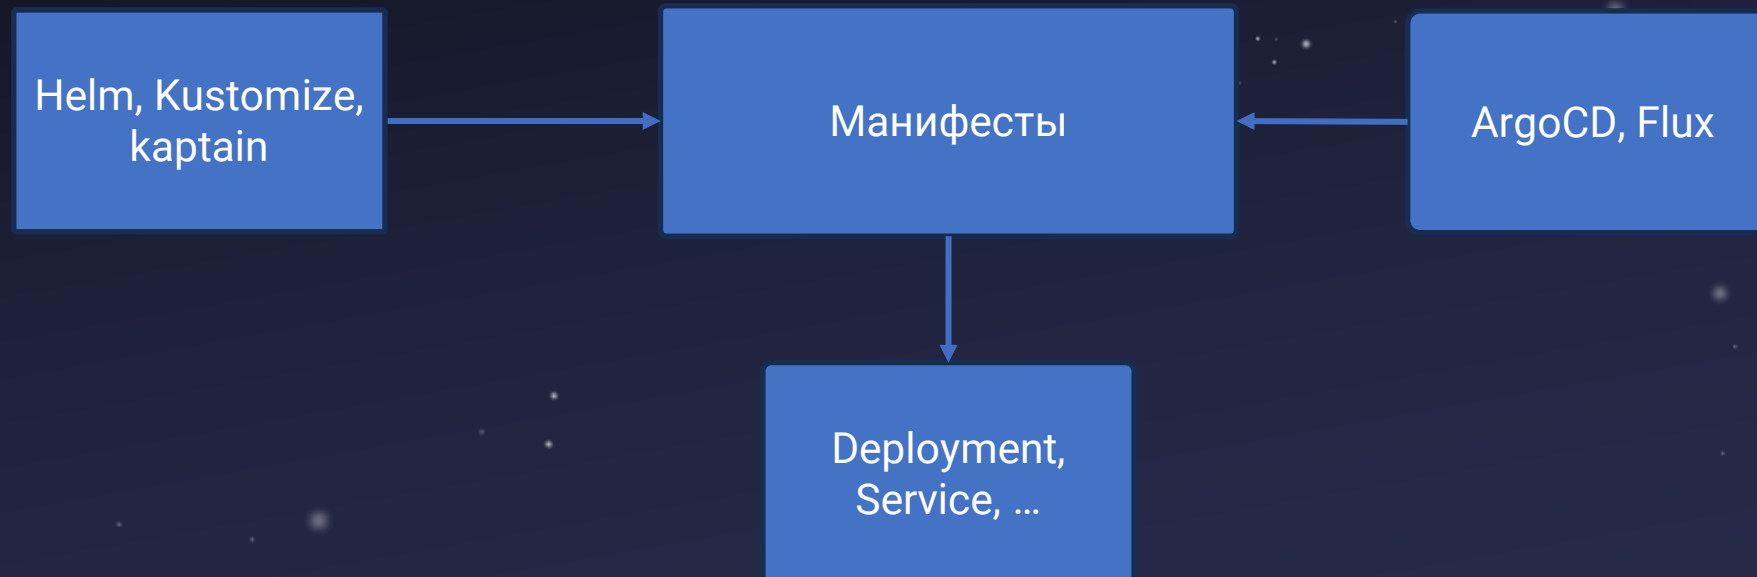 Helm, Kustomize,
kaptain
Манифесты
ArgoCD, Flux
Deployment,
Service, ...